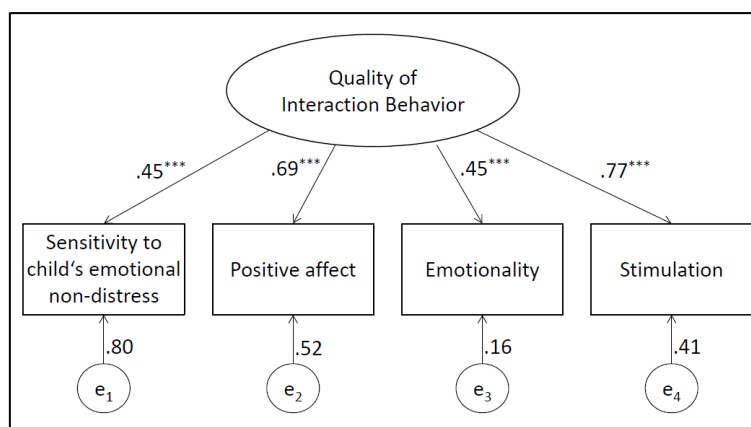 Quality of
Interaction Behavior
.45***
.69***
.45***
.77***
Sensitivity to
child‘s emotional
non-distress
Positive affect
Emotionality
Stimulation
.80
.52
.16
.41
e1
e2
e3
e4